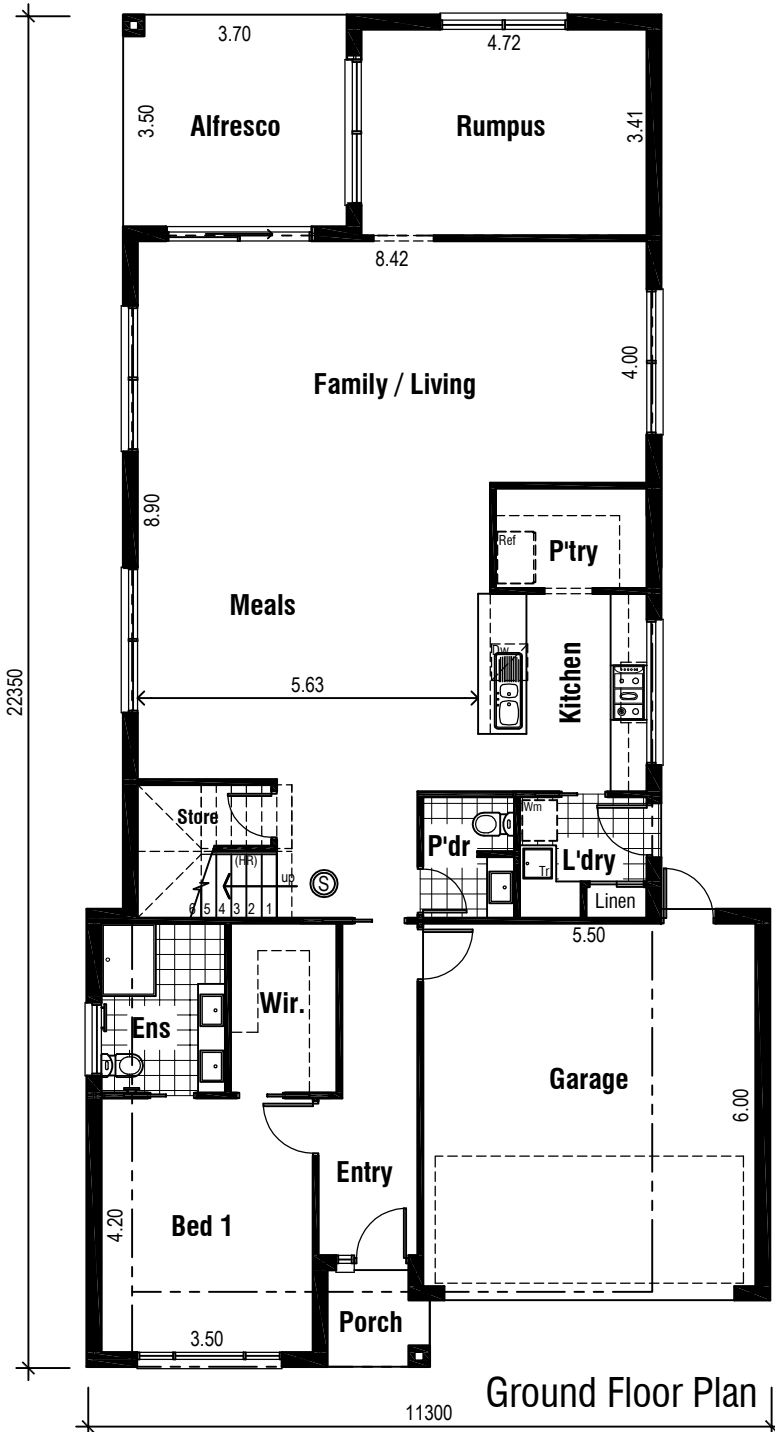 3.70
4.72
3.50
Alfresco
Rumpus
3.41
8.42
Family / Living
4.00
8.90
Ref
P'try
Meals
Dw
Kitchen
5.63
22350
Store
Wm
P'dr
L'dry
Tr
(HR)
up
S
6 5 4 3 2 1
Linen
5.50
Wir.
Ens
Garage
6.00
Entry
4.20
Bed 1
Porch
3.50
Ground Floor Plan
11300